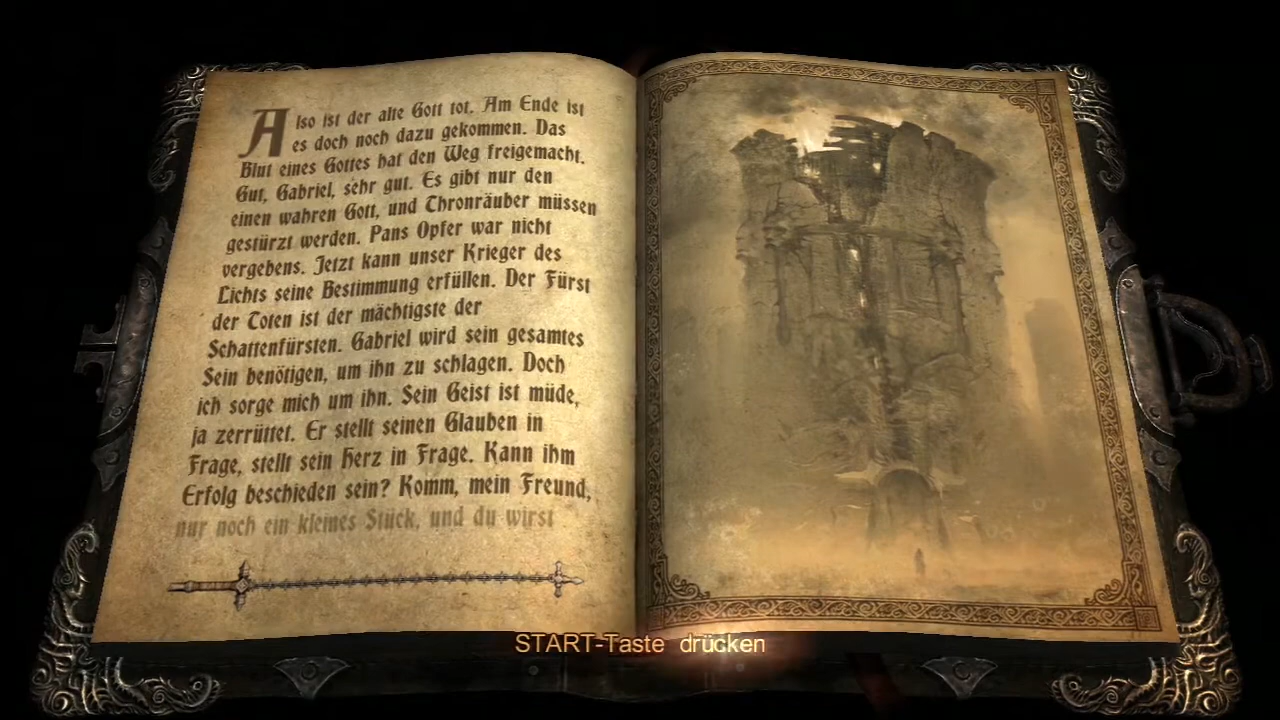 Also ist der alte Gott tot. Am Ende ist
es doch noch dazu gekommen. Das
Blut eines Gottes hat den Weg freigemacht.
Gut, Gabriel, sehr gut. Es gibt nur den
einen wahren Gott, und Thronräuber müssen
gestürzt werden. Pans Opfer war nicht
vergebens. Jetzt kann unser Krieger des
Lichts seine Bestimmung erfüllen. Der Fürst
der Toten ist der mächtigste der
Schattenfürsten. Gabriel wird sein gesamtes
Sein benötigen, um ihn zu schlagen. Doch
ich sorge mich um ihn. Sein Geist ist müde,
ja zerrüttet. Er stellt seinen Glauben in
Frage, stellt sein Herz in Frage. Kann ihm
Erfolg beschieden sein? Komm, mein Freund,
nur noch ein kleines Stück, und du wirst
START-Taste drücken